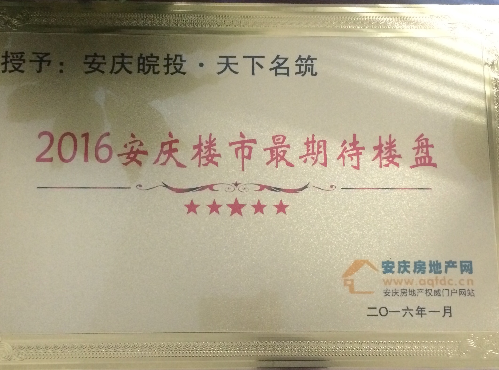 授予：安庆皖投·天下名筑
2016安庆楼市最期待楼盘
安庆房地产网
www.aqfdc.cn
安庆房地产权威门户网站
二〇一六年一月